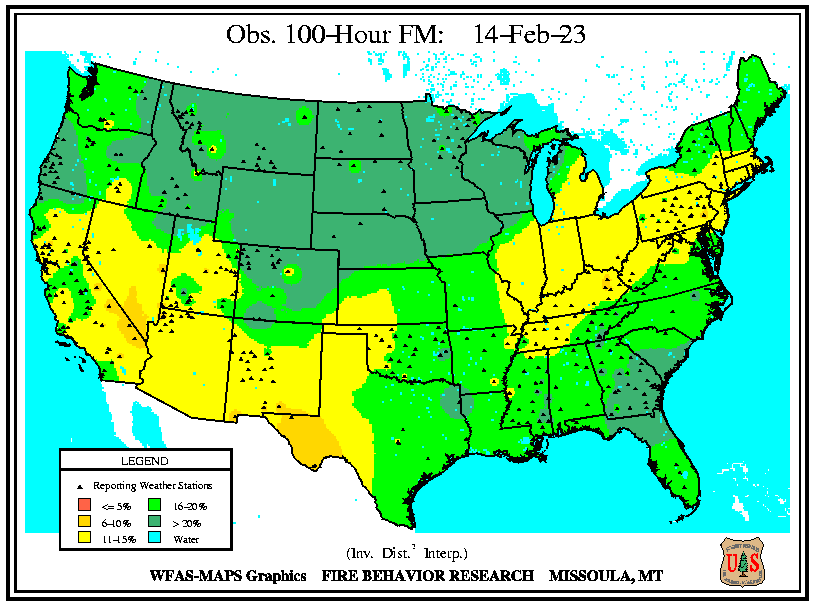 Obs. 100-Hour FM: 14-Feb-23
LEGEND
Reporting Weather Stations
<= 5% 16-20%
6-10% > 20%
11-15% Water
(Inv. Dist.² Interp.)
WFAS-MAPS Graphics FIRE BEHAVIOR RESEARCH MISSOULA, MT
U S